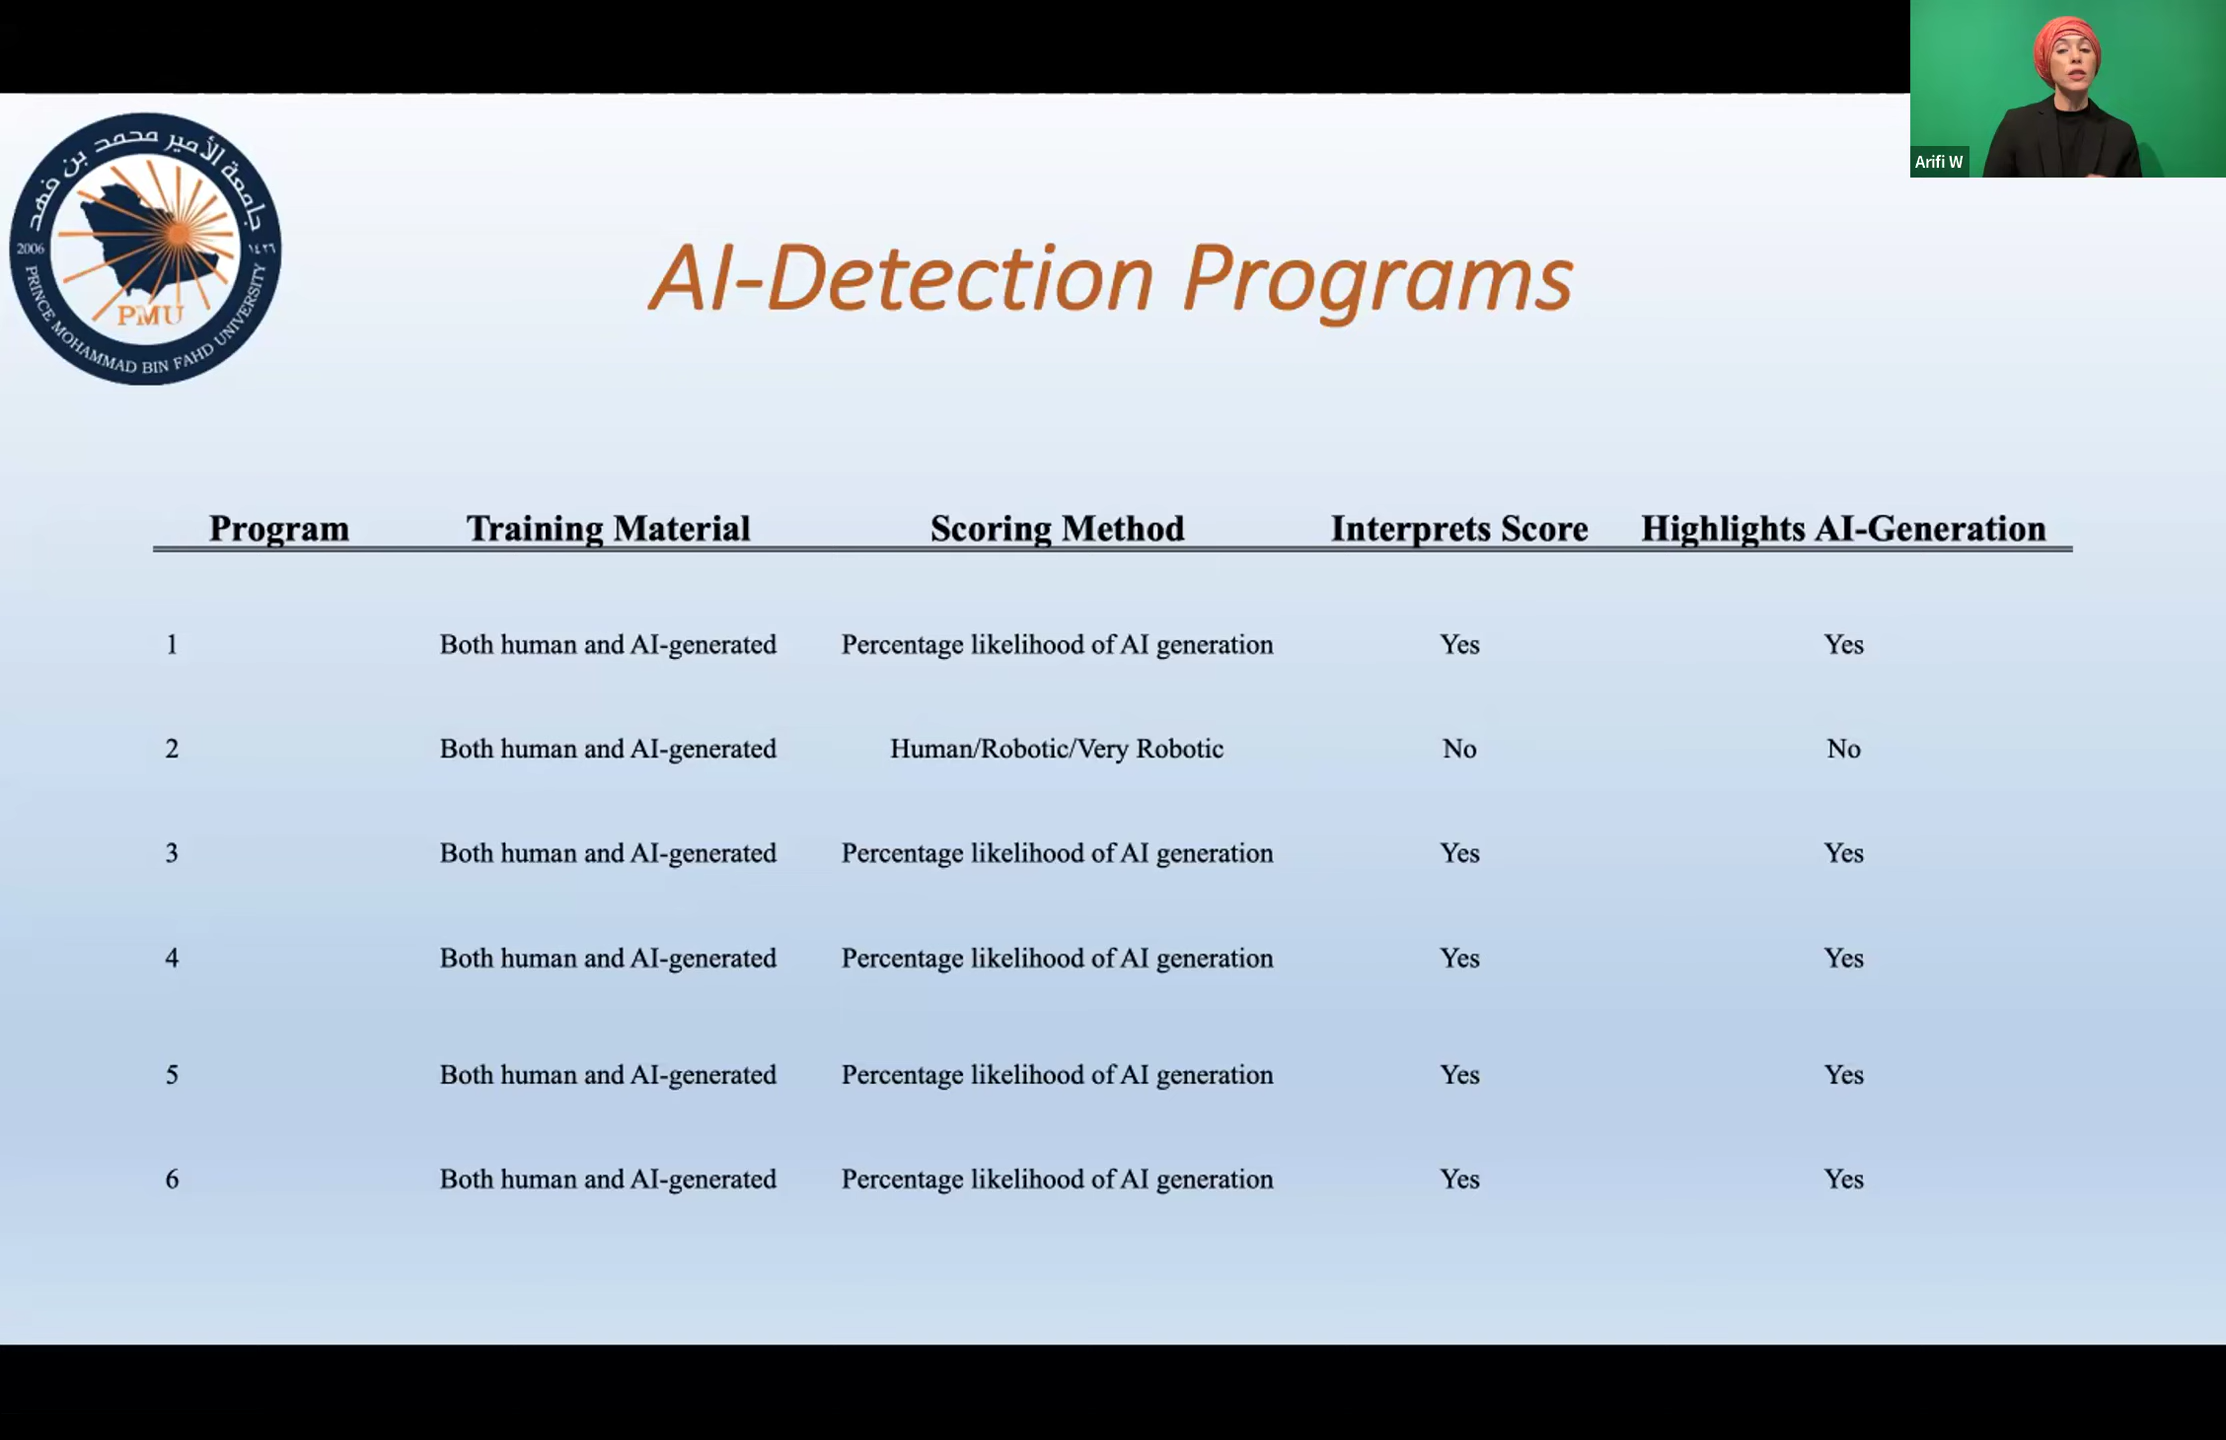 جامعة الأمير محمد بن فهد
2006
١٤٢٦
PMU
PRINCE MOHAMMAD BIN FAHD UNIVERSITY
Arifi W
AI-Detection Programs
Program Training Material Scoring Method Interprets Score Highlights AI-Generation
1 Both human and AI-generated Percentage likelihood of AI generation Yes Yes
2 Both human and AI-generated Human/Robotic/Very Robotic No No
3 Both human and AI-generated Percentage likelihood of AI generation Yes Yes
4 Both human and AI-generated Percentage likelihood of AI generation Yes Yes
5 Both human and AI-generated Percentage likelihood of AI generation Yes Yes
6 Both human and AI-generated Percentage likelihood of AI generation Yes Yes